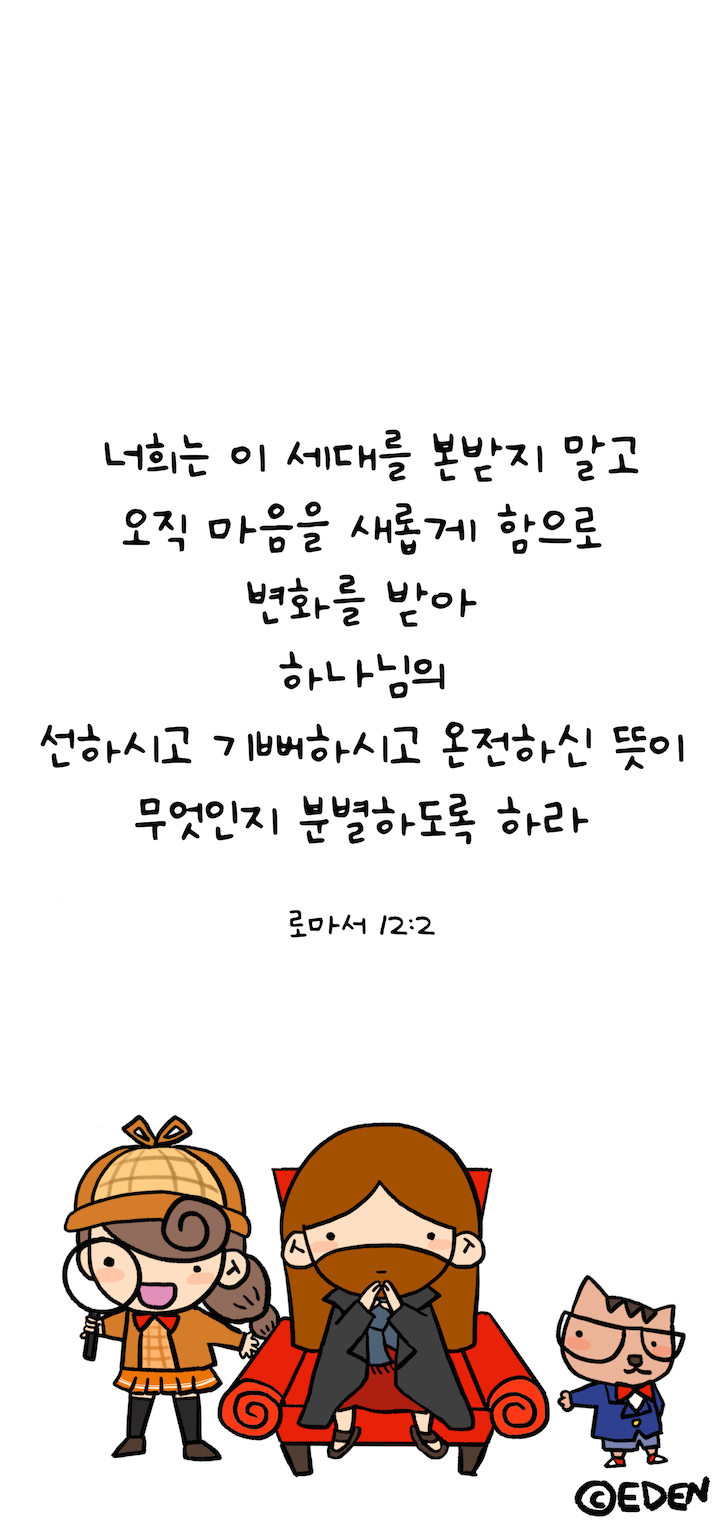 너희는 이 세대를 본받지 말고
오직 마음을 새롭게 함으로
변화를 받아
하나님의
선하시고 기뻐하시고 온전하신 뜻이
무엇인지 분별하도록 하라
로마서 12:2
©EDEN